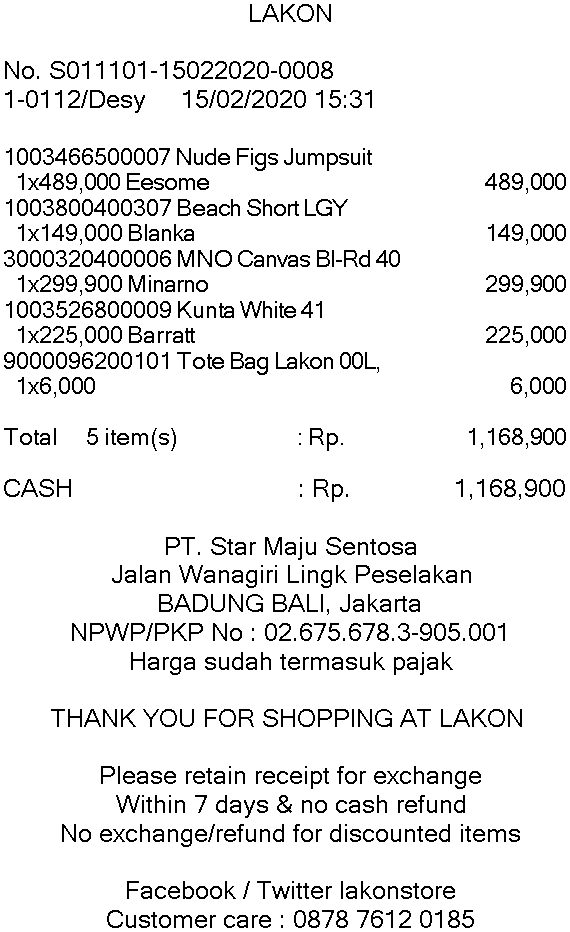 LAKON
No. S011101-15022020-0008
1-0112/Desy 15/02/2020 15:31
1003466500007 Nude Figs Jumpsuit
1x489,000 Eesome 489,000
1003800400307 Beach Short LGY
1x149,000 Blanka 149,000
3000320400006 MNO Canvas Bl-Rd 40
1x299,900 Minarno 299,900
1003526800009 Kunta White 41
1x225,000 Barratt 225,000
9000096200101 Tote Bag Lakon 00L,
1x6,000 6,000
Total 5 item(s) : Rp. 1,168,900
CASH : Rp. 1,168,900
PT. Star Maju Sentosa
Jalan Wanagiri Lingk Peselakan
BADUNG BALI, Jakarta
NPWP/PKP No : 02.675.678.3-905.001
Harga sudah termasuk pajak
THANK YOU FOR SHOPPING AT LAKON
Please retain receipt for exchange
Within 7 days & no cash refund
No exchange/refund for discounted items
Facebook / Twitter lakonstore
Customer care : 0878 7612 0185